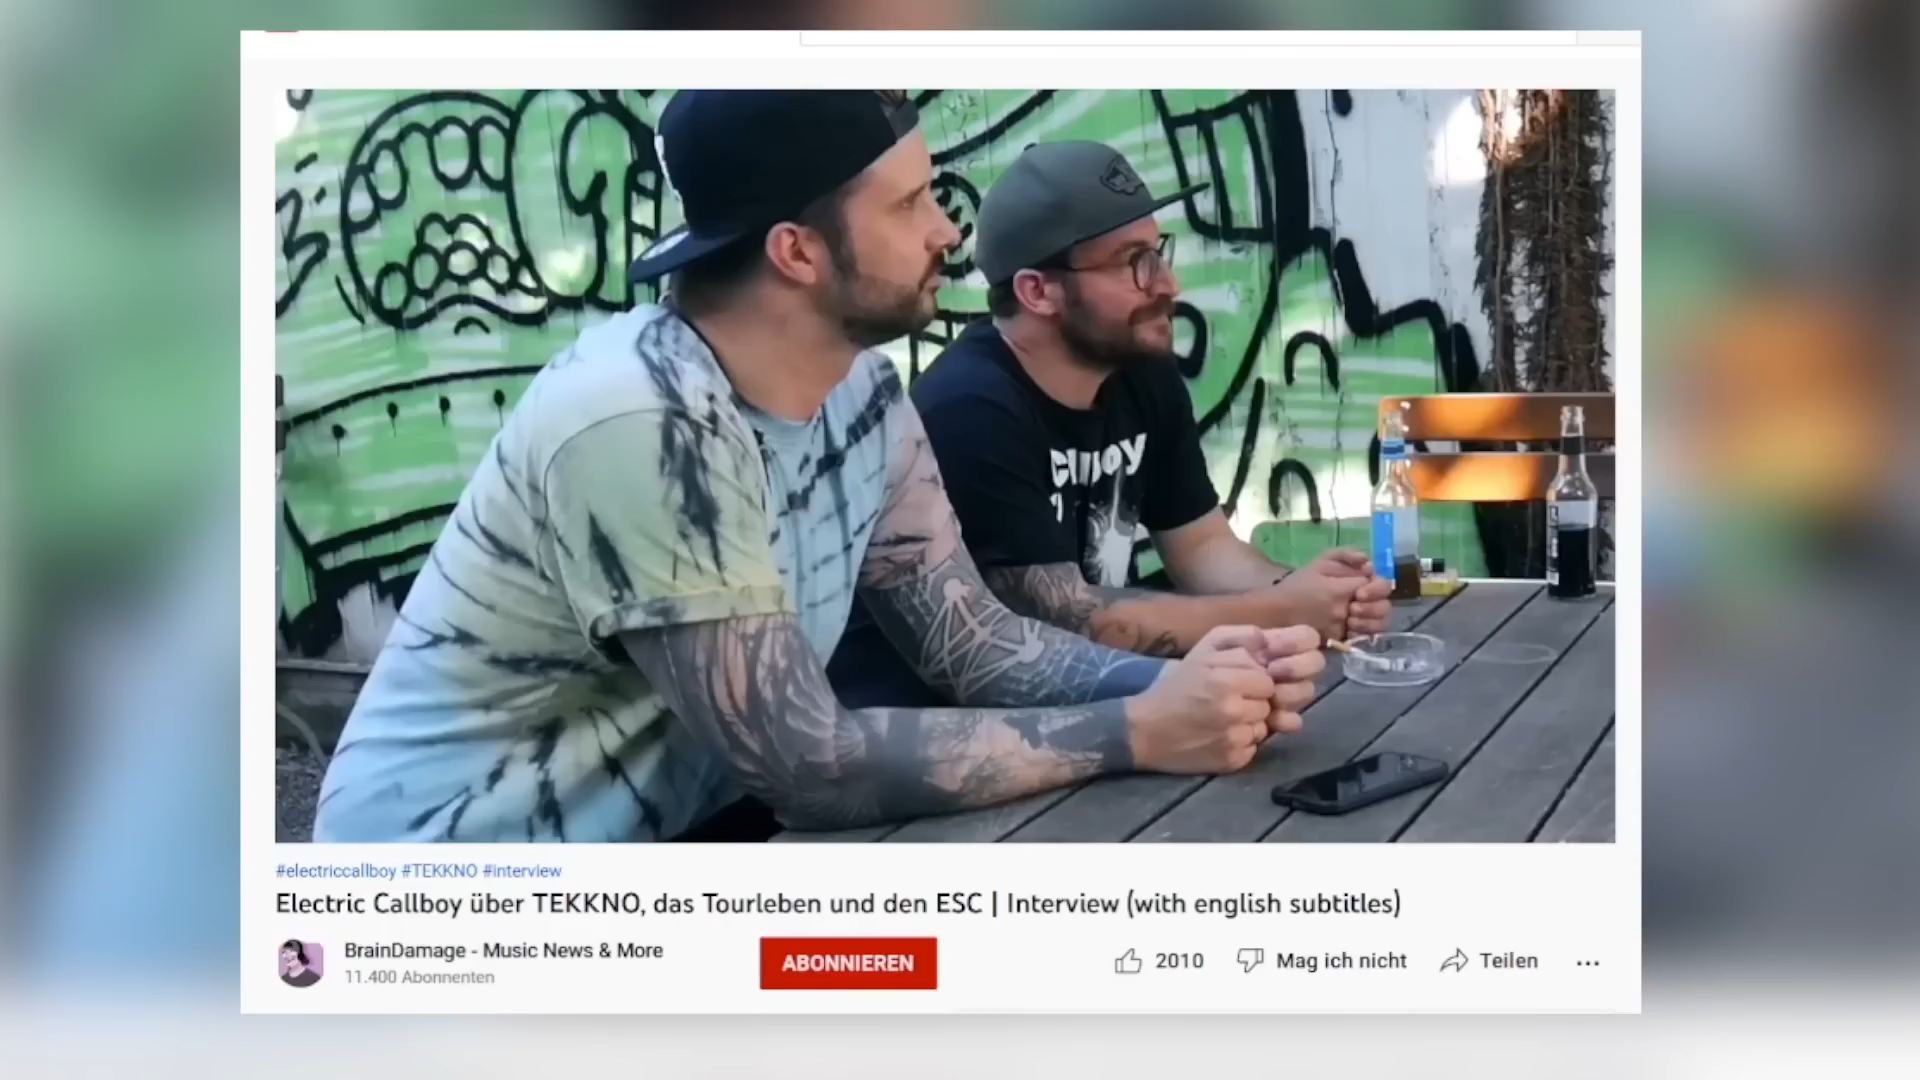 #electriccallboy #TEKKNO #interview
Electric Callboy über TEKKNO, das Tourleben und den ESC | Interview (with english subtitles)
BrainDamage - Music News & More
11.400 Abonnenten
ABONNIEREN
2010
Mag ich nicht
Teilen